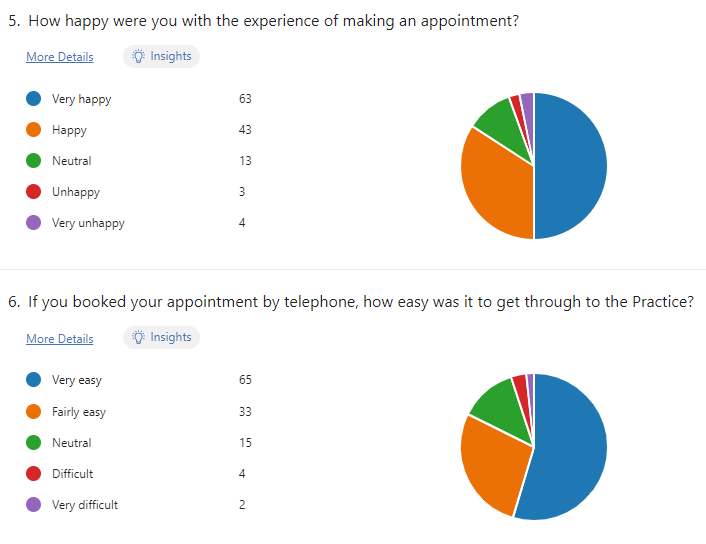 5. How happy were you with the experience of making an appointment?
More Details Insights
Very happy 63
Happy 43
Neutral 13
Unhappy 3
Very unhappy 4
6. If you booked your appointment by telephone, how easy was it to get through to the Practice?
More Details Insights
Very easy 65
Fairly easy 33
Neutral 15
Difficult 4
Very difficult 2